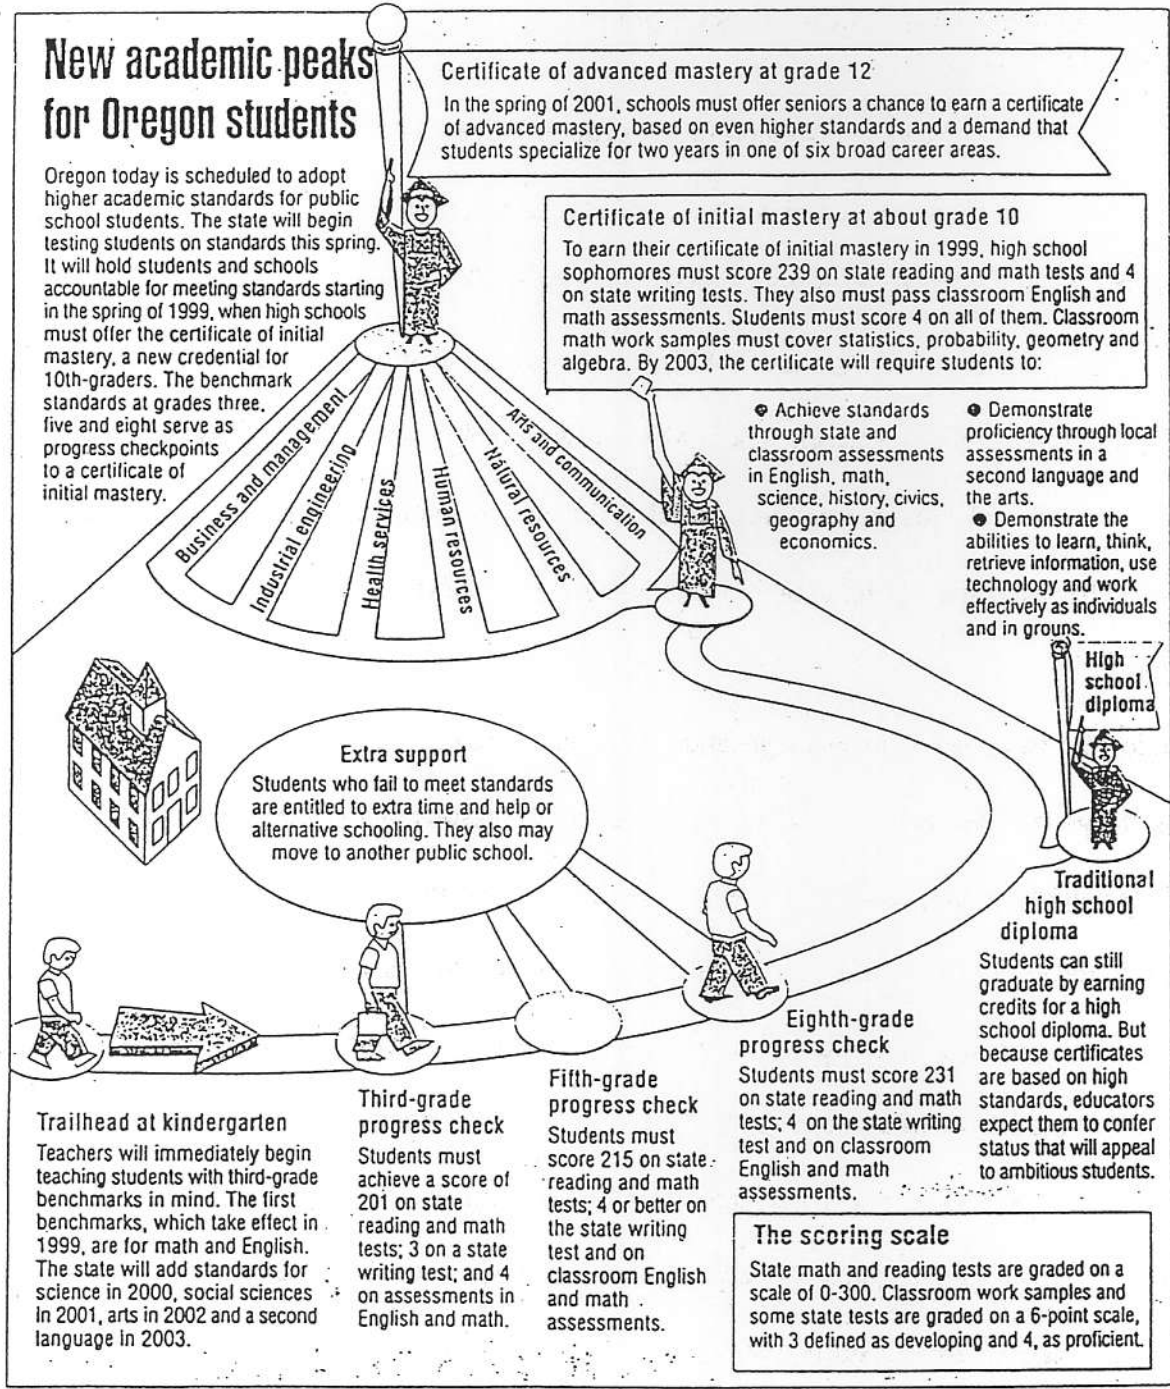 New academic peaks
for Oregon students
Oregon today is scheduled to adopt
higher academic standards for public
school students. The state will begin
testing students on standards this spring.
It will hold students and schools
accountable for meeting standards starting
in the spring of 1999, when high schools
must offer the certificate of initial
mastery, a new credential for
10th-graders. The benchmark
standards at grades three,
five and eight serve as
progress checkpoints
to a certificate of
initial mastery.
Certificate of advanced mastery at grade 12
In the spring of 2001, schools must offer seniors a chance to earn a certificate
of advanced mastery, based on even higher standards and a demand that
students specialize for two years in one of six broad career areas.
Certificate of initial mastery at about grade 10
To earn their certificate of initial mastery in 1999, high school
sophomores must score 239 on state reading and math tests and 4
on state writing tests. They also must pass classroom English and
math assessments. Students must score 4 on all of them. Classroom
math work samples must cover statistics, probability, geometry and
algebra. By 2003, the certificate will require students to:
● Achieve standards
through state and
classroom assessments
in English, math,
science, history, civics,
geography and
economics.
● Demonstrate
proficiency through local
assessments in a
second language and
the arts.
● Demonstrate the
abilities to learn, think,
retrieve information, use
technology and work
effectively as individuals
and in groups.
Business and management
Industrial engineering
Health services
Human resources
Natural resources
Arts and communication
High
school
diploma
Extra support
Students who fail to meet standards
are entitled to extra time and help or
alternative schooling. They also may
move to another public school.
Traditional
high school
diploma
Students can still
graduate by earning
credits for a high
school diploma. But
because certificates
are based on high
standards, educators
expect them to confer
status that will appeal
to ambitious students.
Trailhead at kindergarten
Teachers will immediately begin
teaching students with third-grade
benchmarks in mind. The first
benchmarks, which take effect in
1999, are for math and English.
The state will add standards for
science in 2000, social sciences
in 2001, arts in 2002 and a second
language in 2003.
Third-grade
progress check
Students must
achieve a score of
201 on state
reading and math
tests; 3 on a state
writing test; and 4
on assessments in
English and math.
Fifth-grade
progress check
Students must
score 215 on state
reading and math
tests; 4 or better on
the state writing
test and on
classroom English
and math
assessments.
Eighth-grade
progress check
Students must score 231
on state reading and math
tests; 4 on the state writing
test and on classroom
English and math
assessments.
The scoring scale
State math and reading tests are graded on a
scale of 0-300. Classroom work samples and
some state tests are graded on a 6-point scale,
with 3 defined as developing and 4, as proficient.